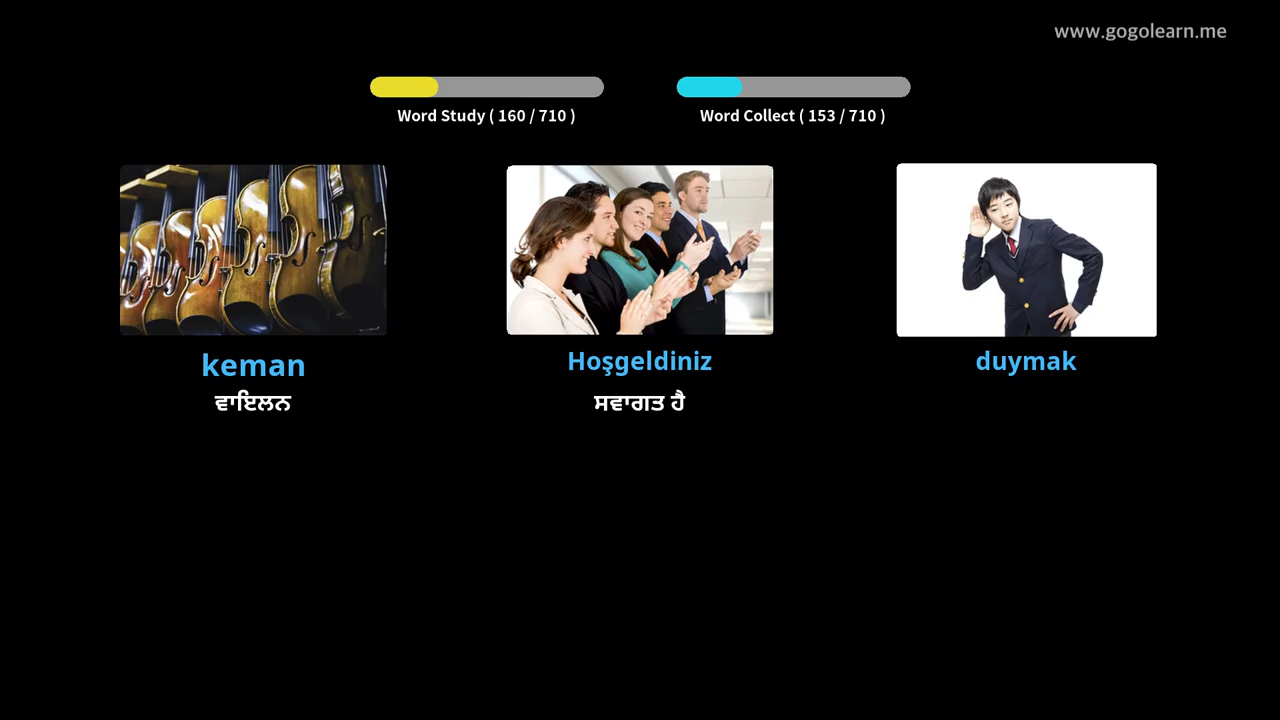 www.gogolearn.me
Word Study ( 160 / 710 )
Word Collect ( 153 / 710 )
keman
ਵਾਇਲਨ
Hoşgeldiniz
ਸਵਾਗਤ ਹੈ
duymak